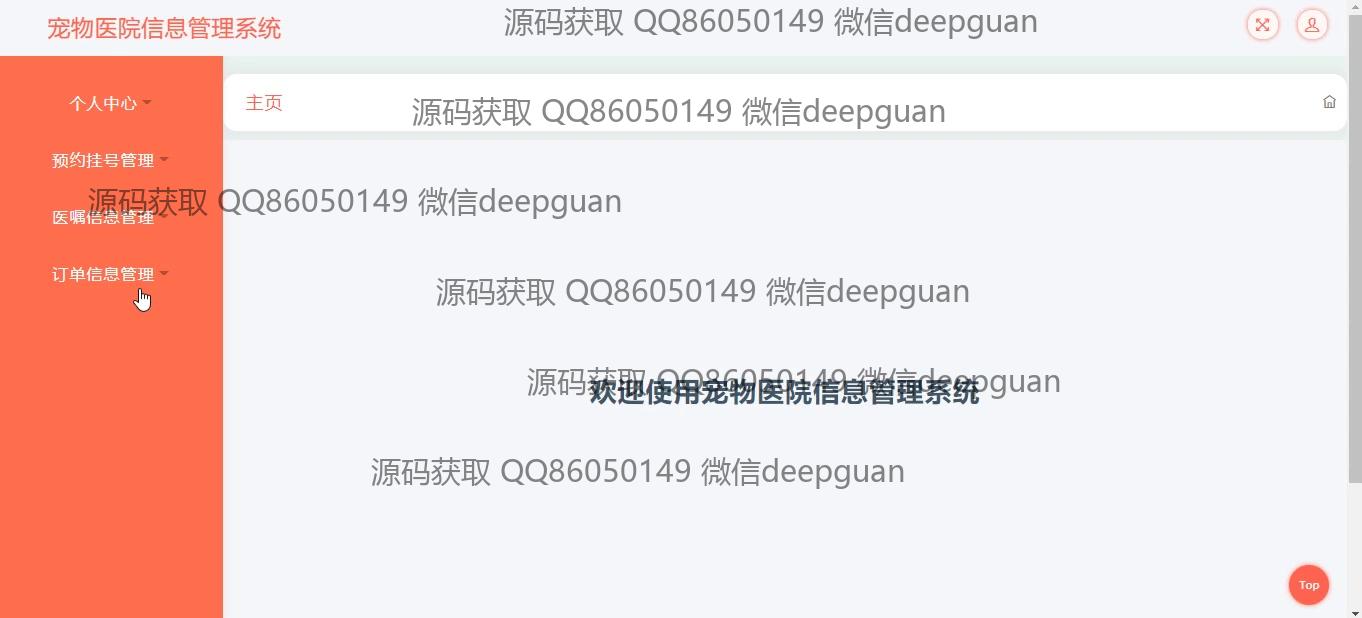 宠物医院信息管理系统
源码获取 QQ86050149 微信deepguan
个人中心
主页
源码获取 QQ86050149 微信deepguan
预约挂号管理
源码获取 QQ86050149 微信deepguan
医嘱信息管理
订单信息管理
源码获取 QQ86050149 微信deepguan
源码获取 QQ86050149 微信deepguan
欢迎使用宠物医院信息管理系统
源码获取 QQ86050149 微信deepguan
Top